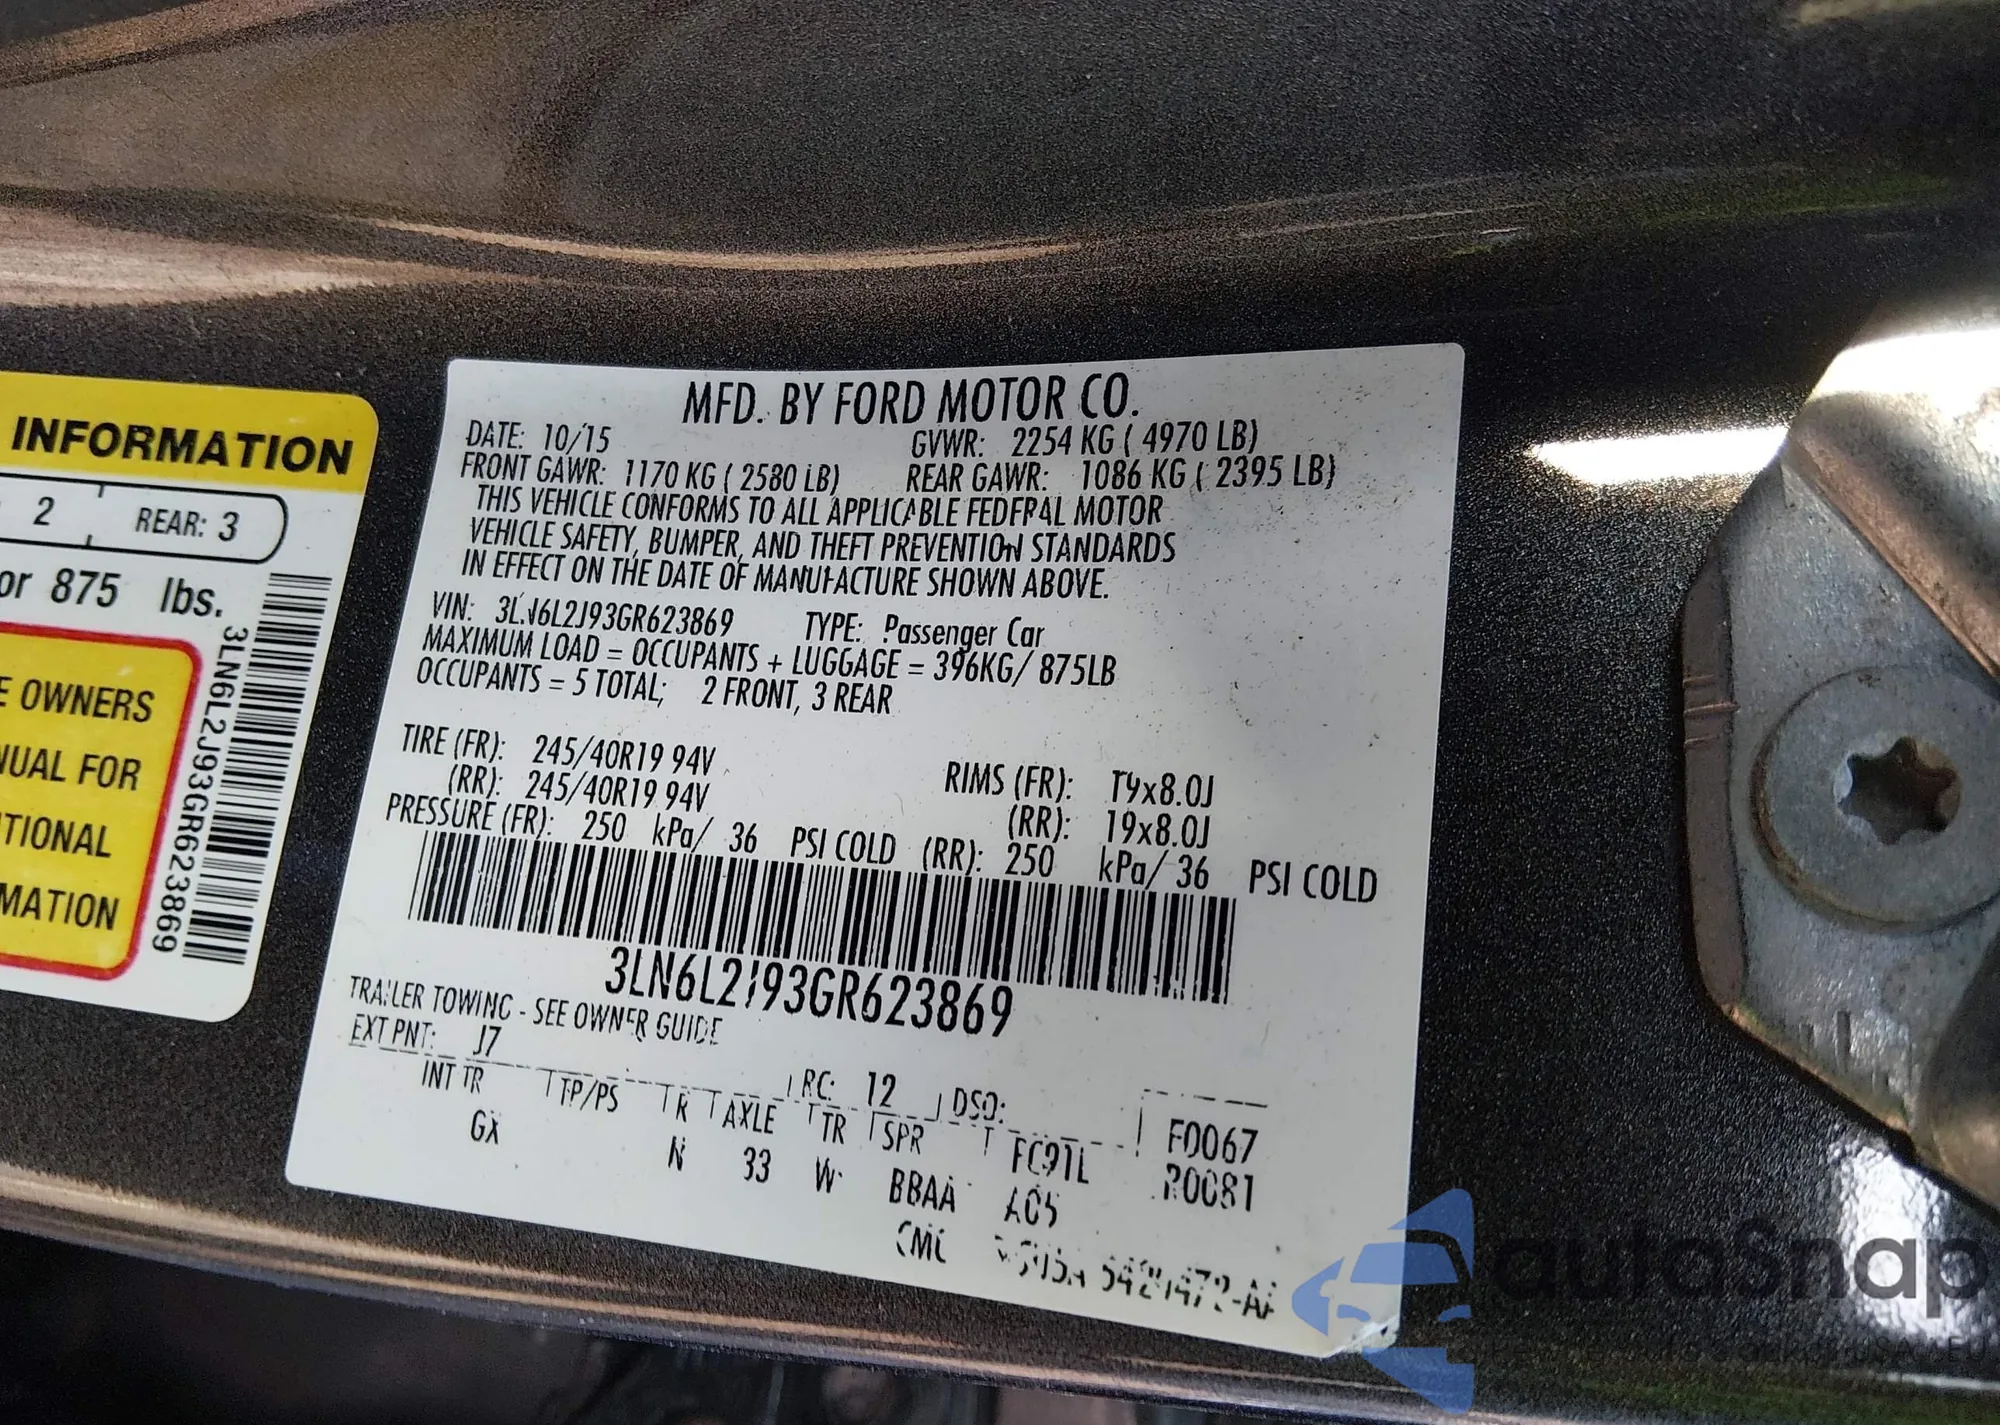 INFORMATION
2 REAR: 3
or 875 lbs.
E OWNERS
NUAL FOR
ITIONAL
MATION
3LN6L2J93GR623869
MFD. BY FORD MOTOR CO.
DATE: 10/15 GVWR: 2254 KG ( 4970 LB)
FRONT GAWR: 1170 KG ( 2580 LB) REAR GAWR: 1086 KG ( 2395 LB)
THIS VEHICLE CONFORMS TO ALL APPLICABLE FEDERAL MOTOR
VEHICLE SAFETY, BUMPER, AND THEFT PREVENTION STANDARDS
IN EFFECT ON THE DATE OF MANUFACTURE SHOWN ABOVE.
VIN: 3LN6L2J93GR623869 TYPE: Passenger Car
MAXIMUM LOAD = OCCUPANTS + LUGGAGE = 396KG/ 875LB
OCCUPANTS = 5 TOTAL; 2 FRONT, 3 REAR
TIRE (FR): 245/40R19 94V RIMS (FR): 19x8.0J
(RR): 245/40R19 94V (RR): 19x8.0J
PRESSURE (FR): 250 kPa/ 36 PSI COLD (RR): 250 kPa/ 36 PSI COLD
3LN6L2J93GR623869
TRAILER TOWING - SEE OWNER GUIDE
EXT PNT: J7 RC: 12 DSO: F0067
INT TR TP/PS R AXLE TR SPR FC91L R0081
GX N 33 W BBAA A05
CMC
autoSnap